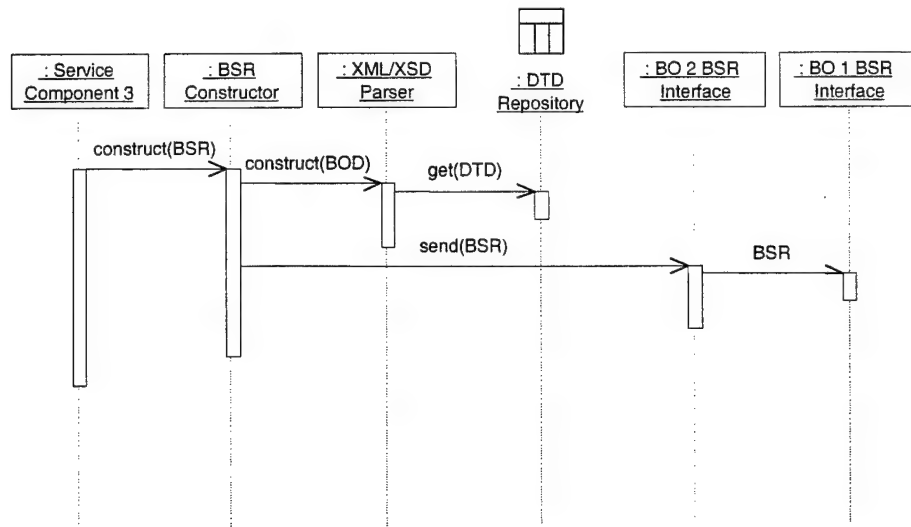 : Service
Component 3
: BSR
Constructor
: XML/XSD
Parser
: DTD
Repository
: BO 2 BSR
Interface
: BO 1 BSR
Interface
construct(BSR)
construct(BOD)
get(DTD)
send(BSR)
BSR